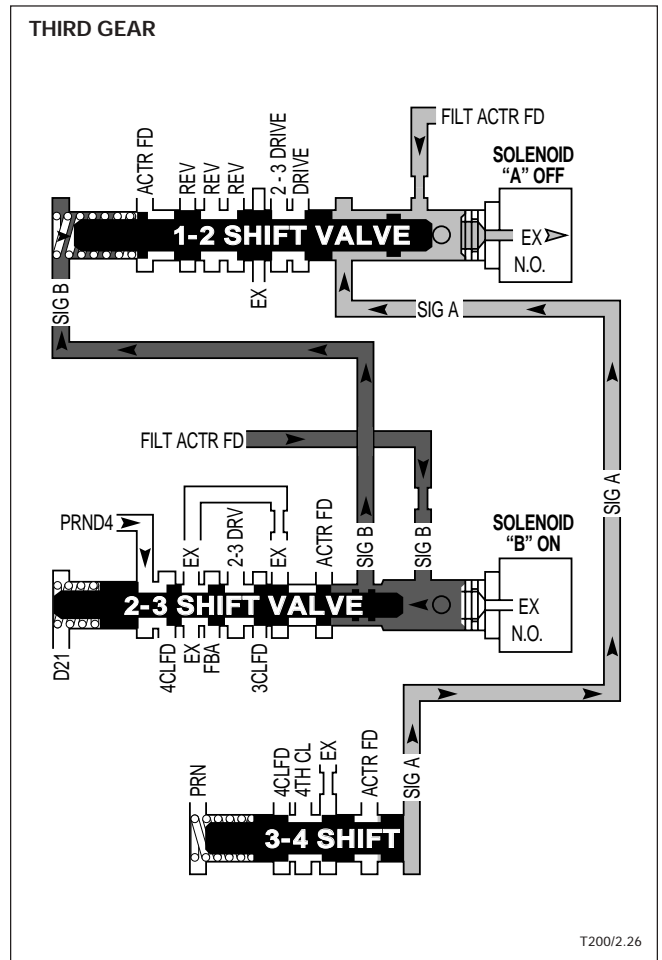 THIRD GEAR
FILT ACTR FD
SOLENOID
“A” OFF
ACTR FD
REV
REV
REV
2 - 3 DRIVE
DRIVE
1-2 SHIFT VALVE
EX
N.O.
EX
SIG B
SIG A
FILT ACTR FD
SIG A
PRND4
EX
2-3 DRV
EX
ACTR FD
SIG B
SIG B
SOLENOID
“B” ON
2-3 SHIFT VALVE
EX
N.O.
D21
4CLFD
EX
FBA
3CLFD
PRN
4CLFD
4TH CL
EX
ACTR FD
SIG A
3-4 SHIFT
T200/2.26